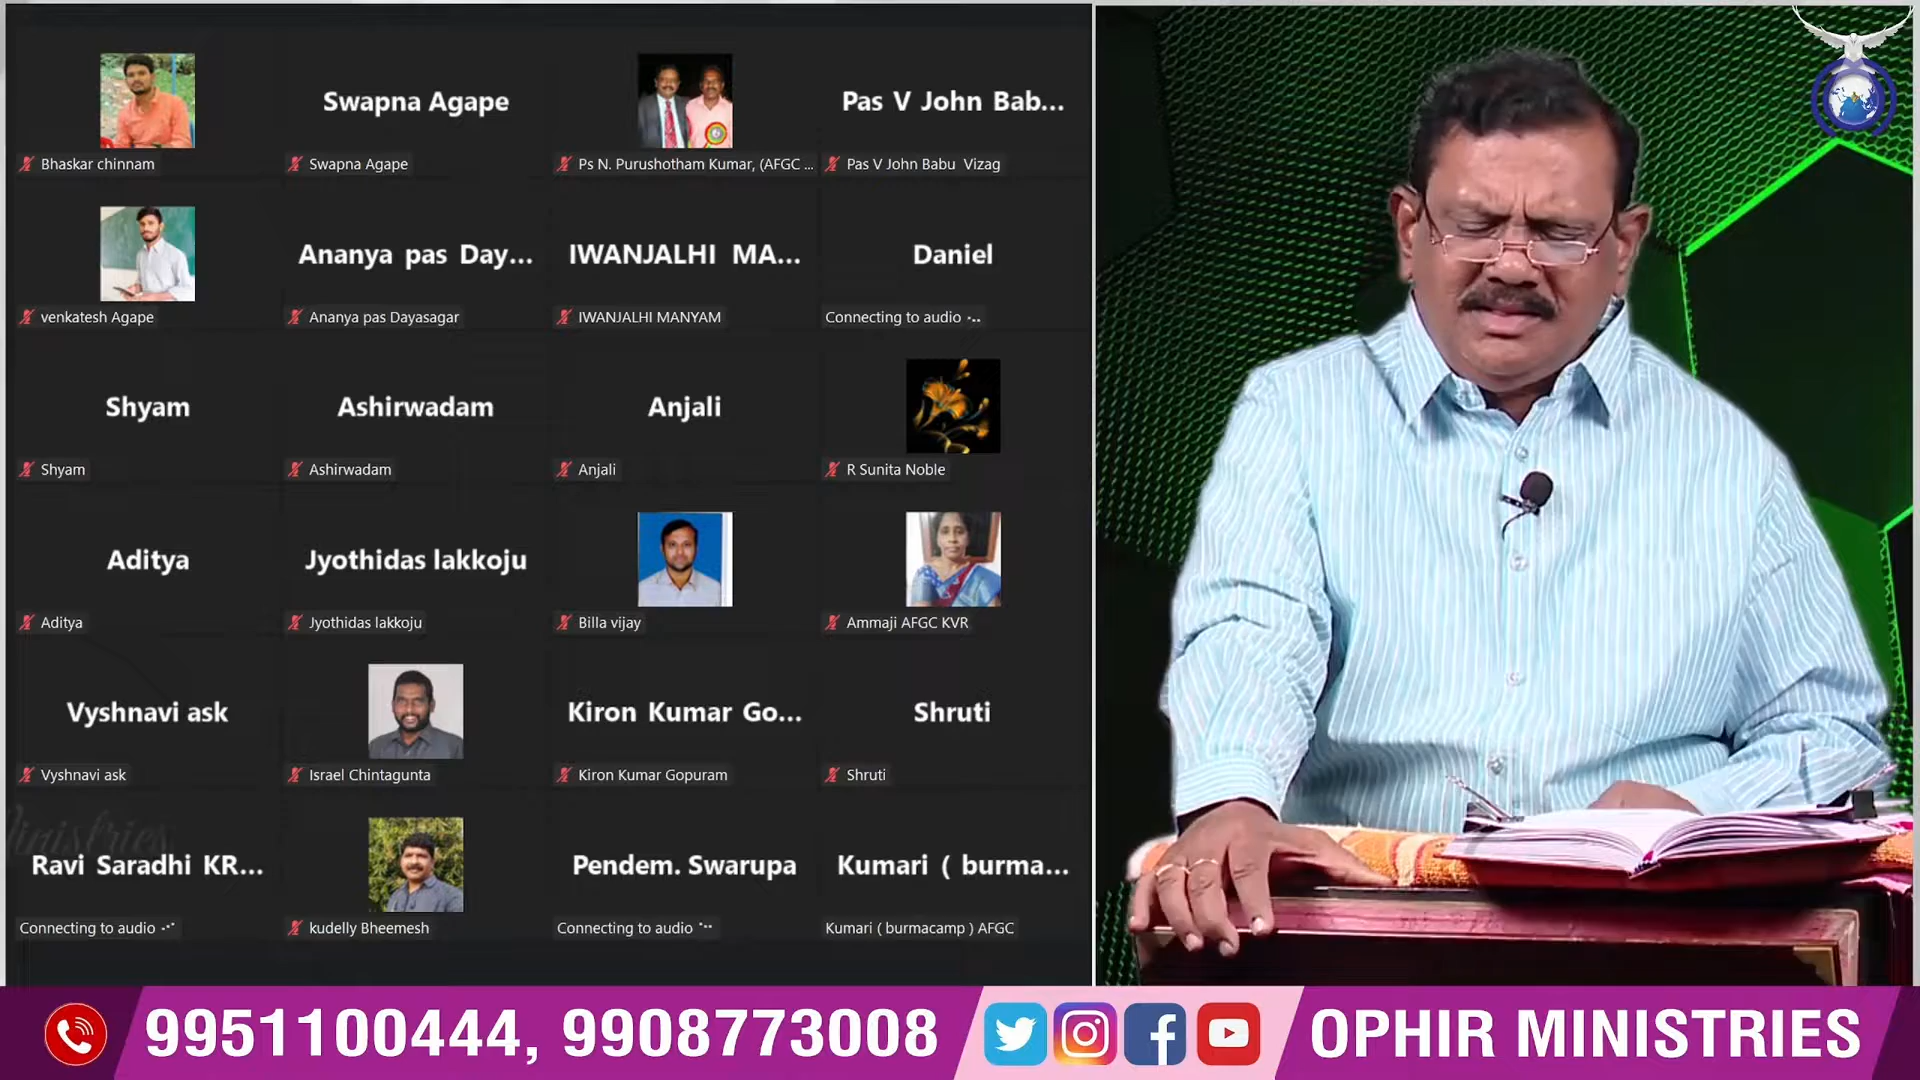 Swapna Agape
Pas V John Bab...
Bhaskar chinnam
Swapna Agape
Ps N. Purushotham Kumar, (AFGC ...
Pas V John Babu Vizag
Ananya pas Day...
IWANJALHI MA...
Daniel
venkatesh Agape
Ananya pas Dayasagar
IWANJALHI MANYAM
Connecting to audio
Shyam
Ashirwadam
Anjali
Shyam
Ashirwadam
Anjali
R Sunita Noble
Aditya
Jyothidas lakkoju
Aditya
Jyothidas lakkoju
Billa vijay
Ammaji AFGC KVR
Vyshnavi ask
Kiron Kumar Go...
Shruti
Vyshnavi ask
Israel Chintagunta
Kiron Kumar Gopuram
Shruti
Ministries
Ravi Saradhi KR...
Pendem. Swarupa
Kumari ( burma...
Connecting to audio
kudelly Bheemesh
Connecting to audio
Kumari ( burmacamp ) AFGC
9951100444, 9908773008
OPHIR MINISTRIES